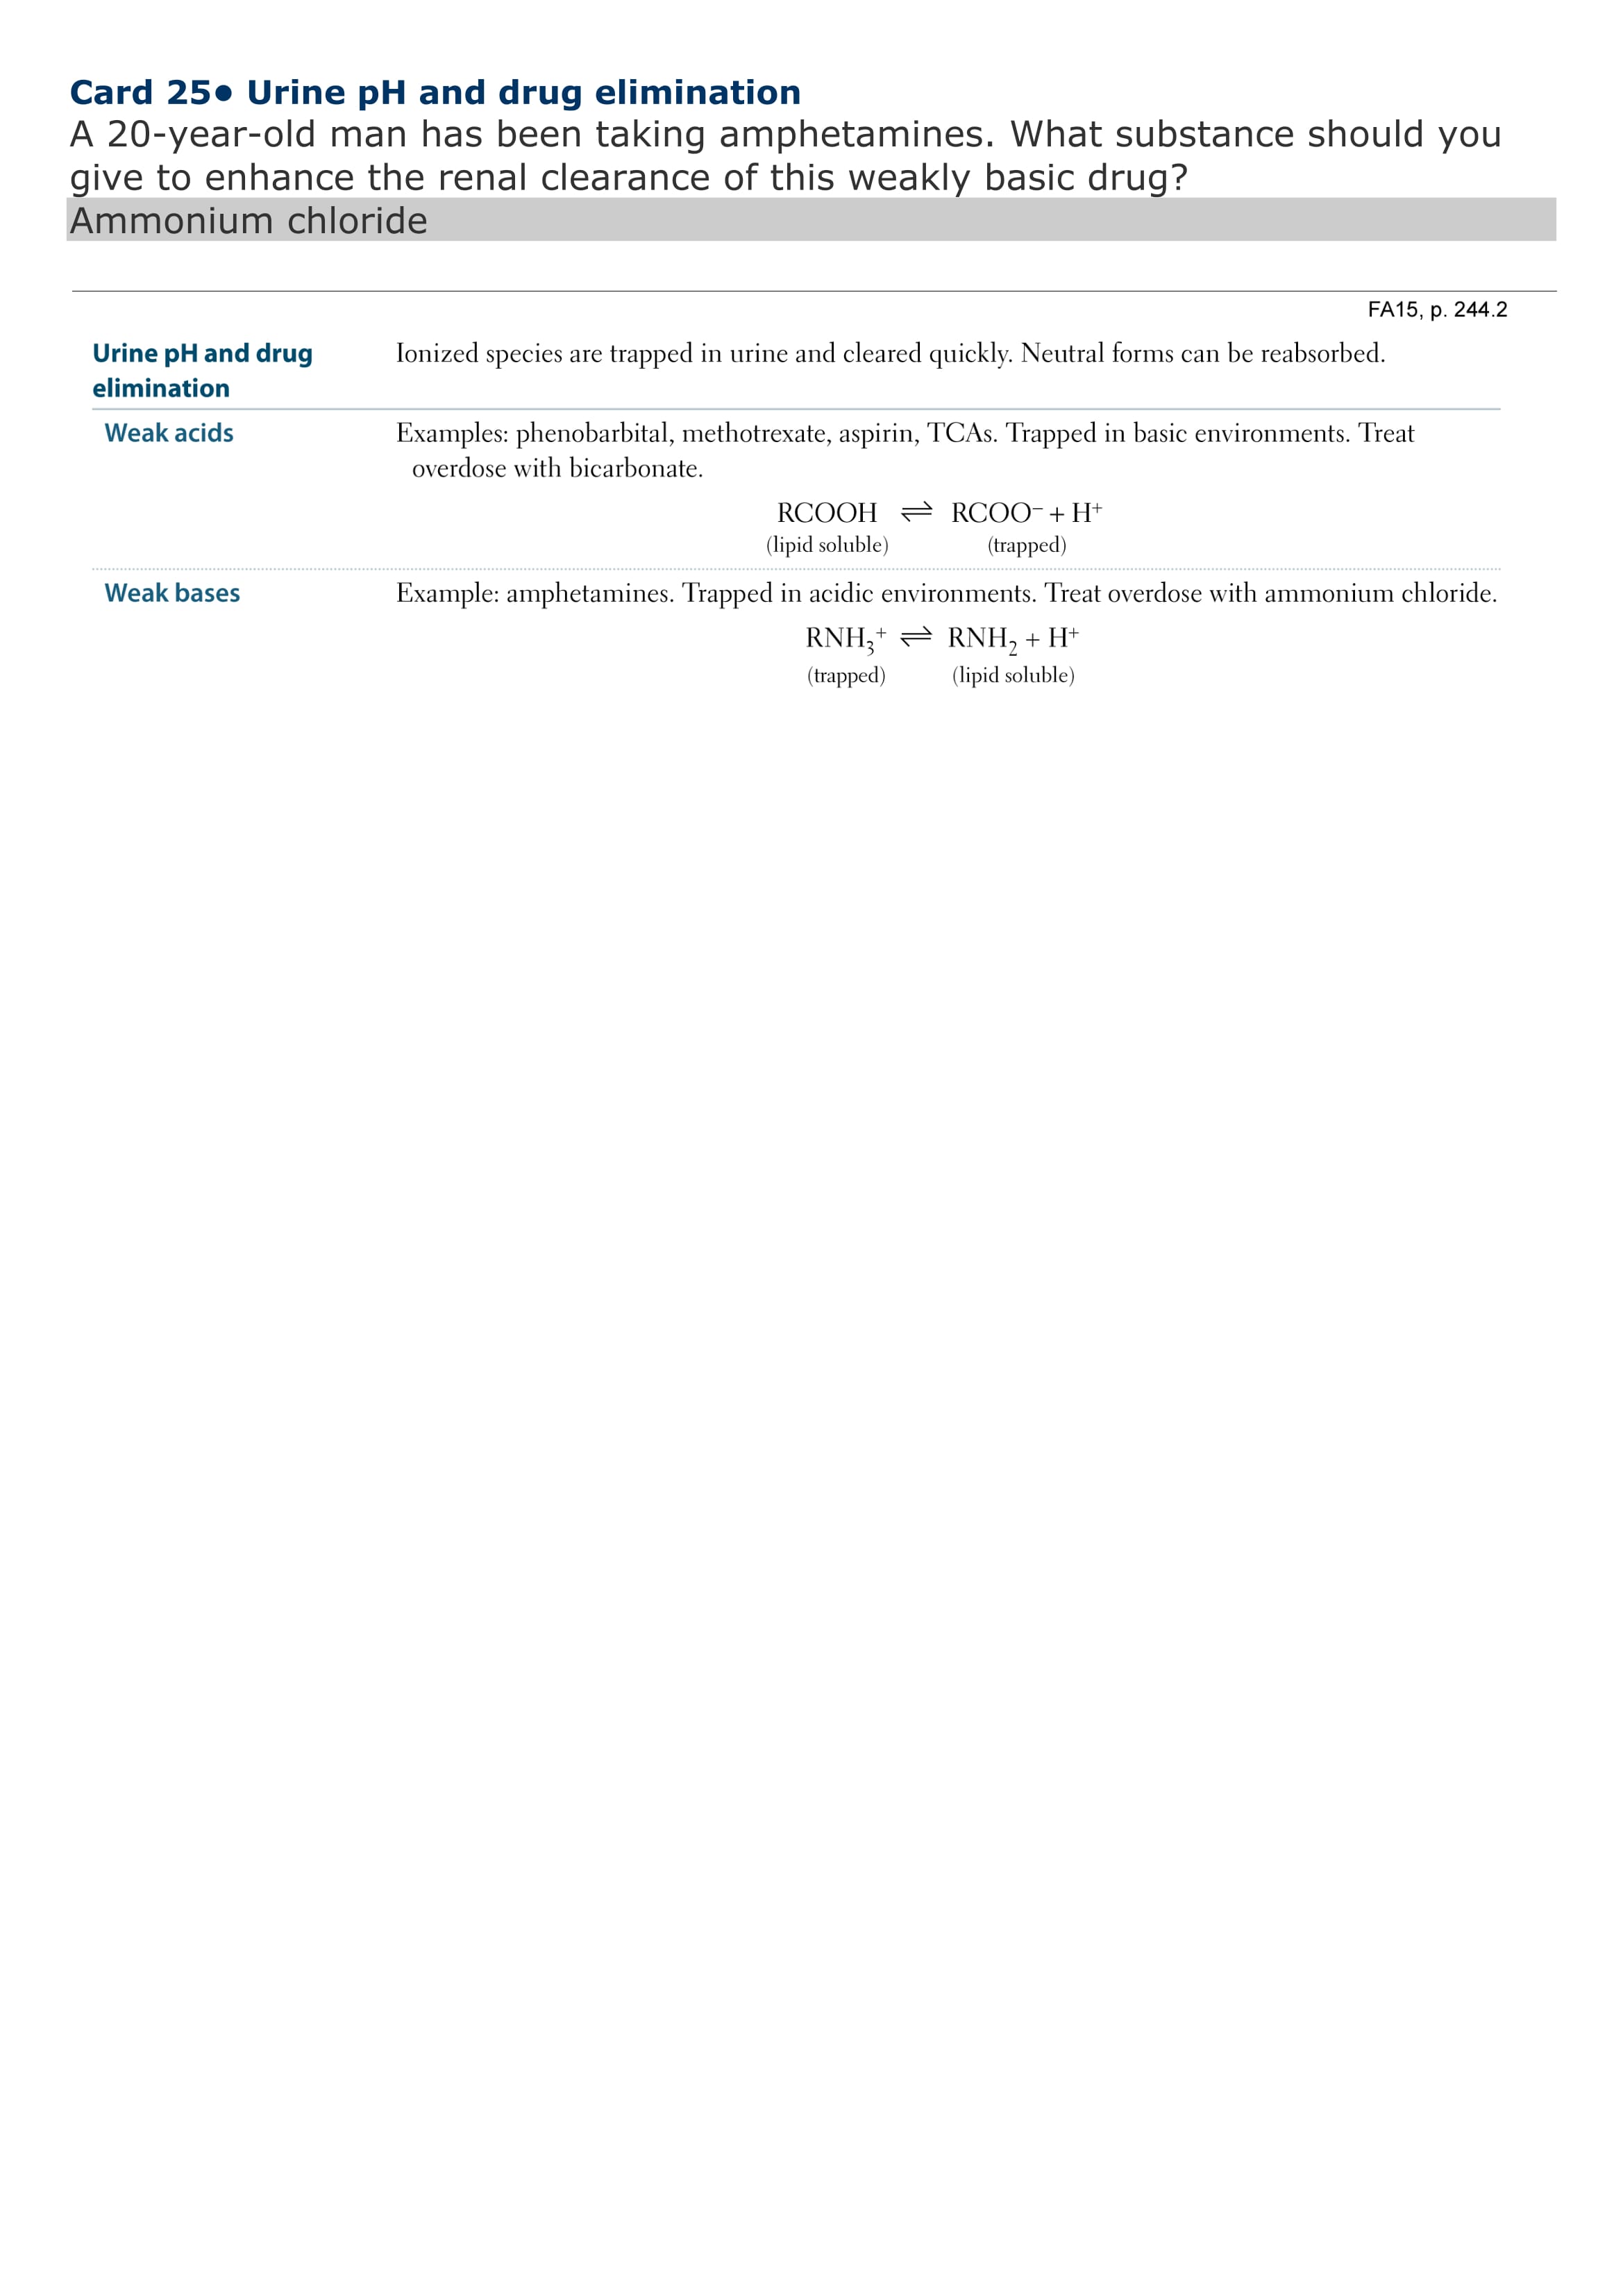 Card 25● Urine pH and drug elimination
A 20-year-old man has been taking amphetamines. What substance should you
give to enhance the renal clearance of this weakly basic drug?
Ammonium chloride
FA15, p. 244.2
Urine pH and drug
elimination
Ionized species are trapped in urine and cleared quickly. Neutral forms can be reabsorbed.
Weak acids
Examples: phenobarbital, methotrexate, aspirin, TCAs. Trapped in basic environments. Treat
overdose with bicarbonate.
RCOOH ⇌ RCOO⁻ + H⁺
(lipid soluble) (trapped)
Weak bases
Example: amphetamines. Trapped in acidic environments. Treat overdose with ammonium chloride.
RNH₃⁺ ⇌ RNH₂ + H⁺
(trapped) (lipid soluble)